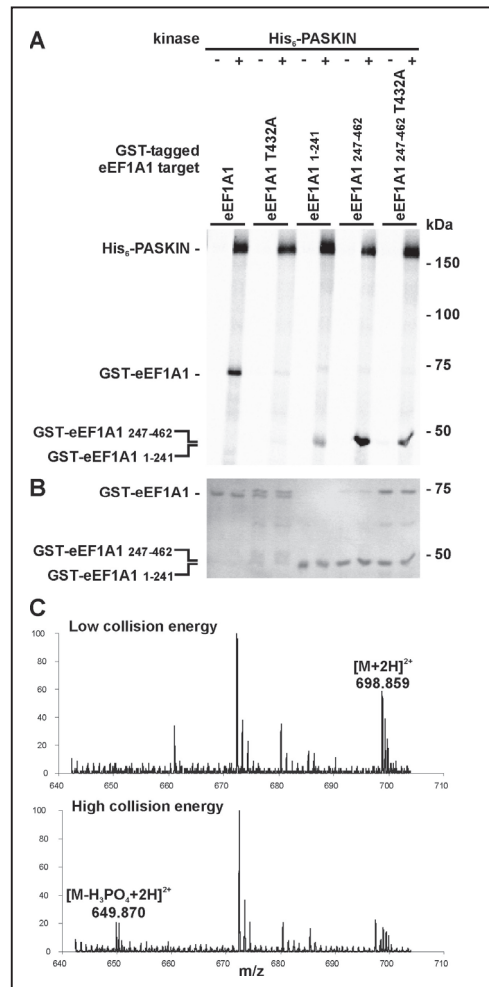 A
kinase
His6-PASKIN
- + - + - + - + - +
GST-tagged
eEF1A1 target
eEF1A1
eEF1A1 T432A
eEF1A1 1-241
eEF1A1 247-462
eEF1A1 247-462 T432A
kDa
His6-PASKIN -
- 150
- 100
GST-eEF1A1 -
- 75
- 50
GST-eEF1A1 247-462
GST-eEF1A1 1-241
B
GST-eEF1A1 -
- 75
GST-eEF1A1 247-462
- 50
GST-eEF1A1 1-241
C
Low collision energy
[M+2H]2+
698.859
100
80
60
40
20
0
640 650 660 670 680 690 700 710
High collision energy
[M-H3PO4+2H]2+
649.870
100
80
60
40
20
0
640 650 660 670 680 690 700 710
m/z